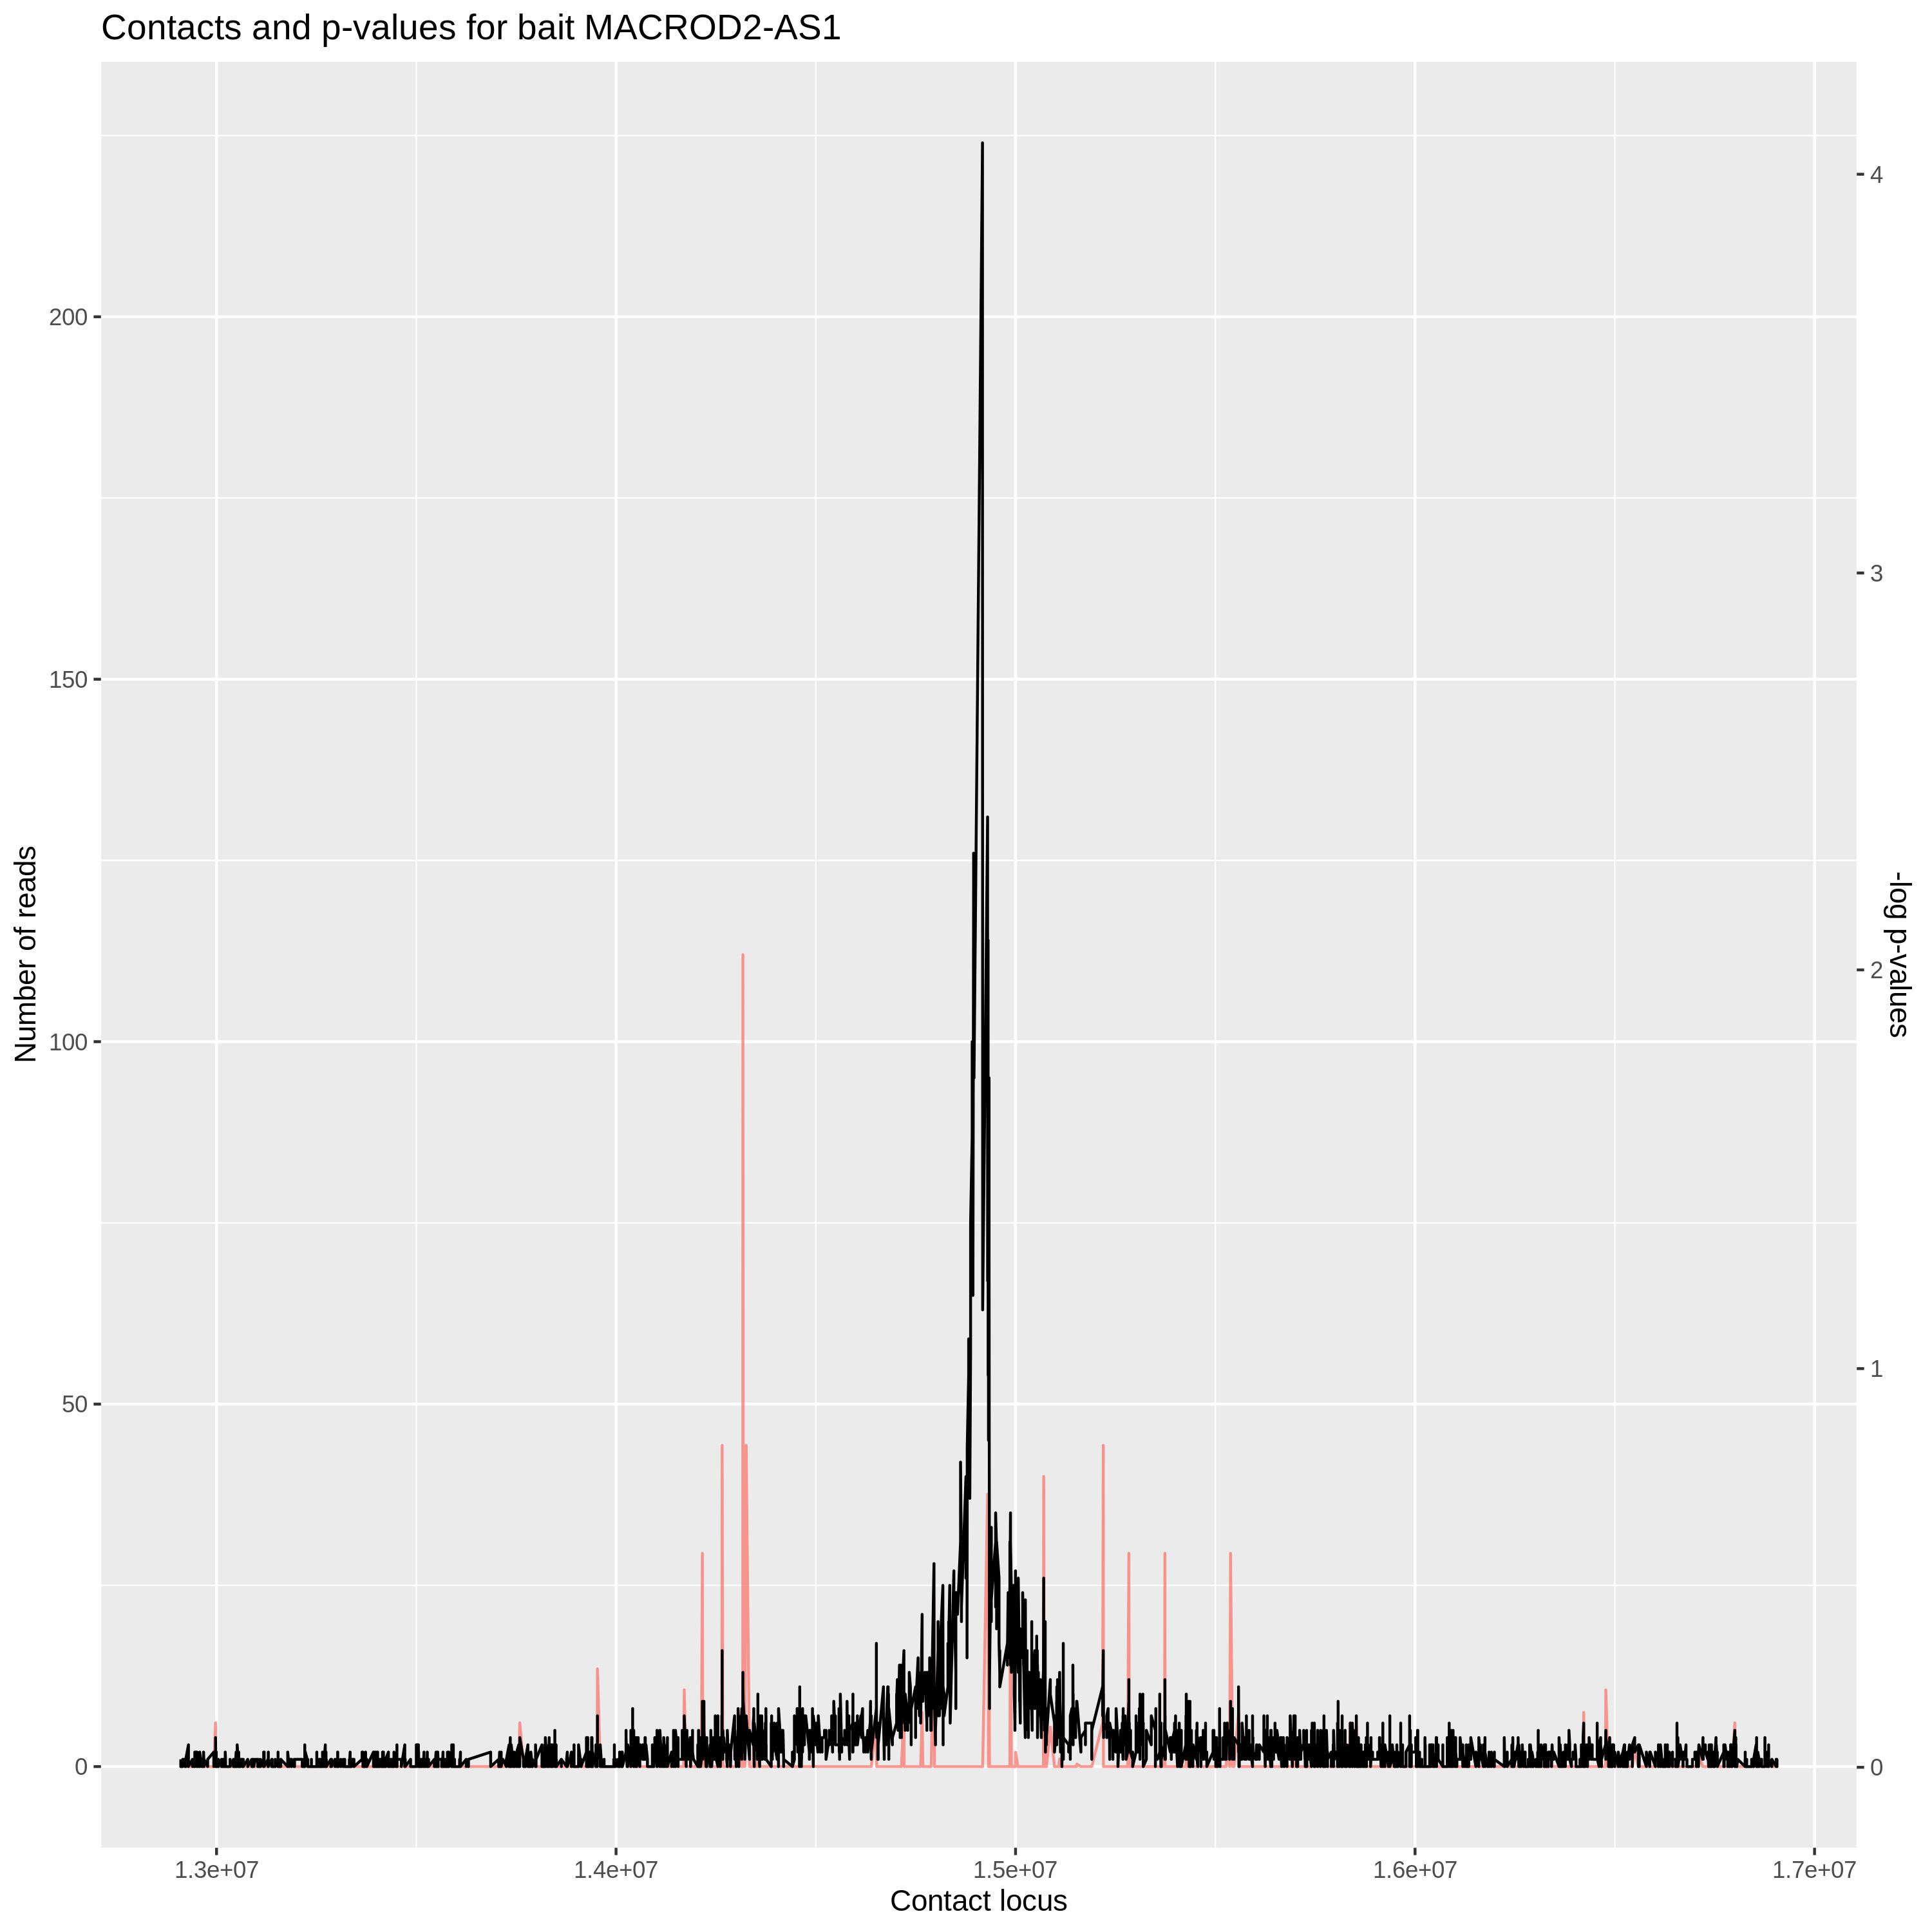 Contacts and p-values for bait MACROD2-AS1
Number of reads
200
150
100
50
0
4
3
2
1
0
-log p-values
1.3e+07
1.4e+07
1.5e+07
1.6e+07
1.7e+07
Contact locus